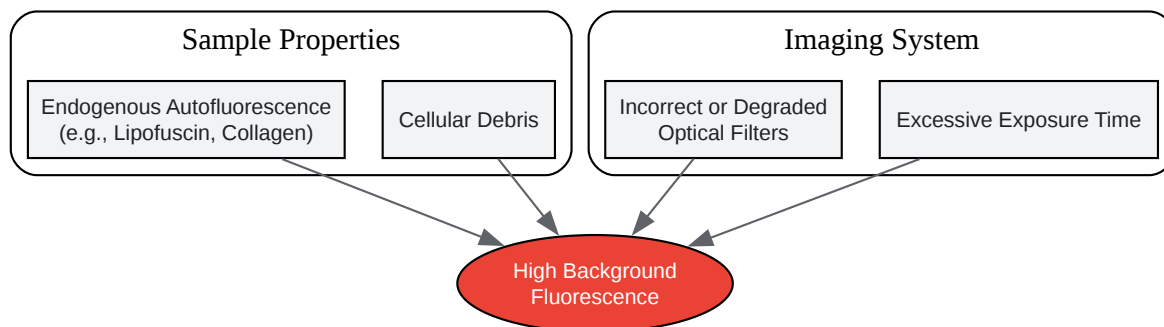 Sample Properties
Endogenous Autofluorescence
(e.g., Lipofuscin, Collagen)
Cellular Debris
Imaging System
Incorrect or Degraded
Optical Filters
Excessive Exposure Time
High Background
Fluorescence